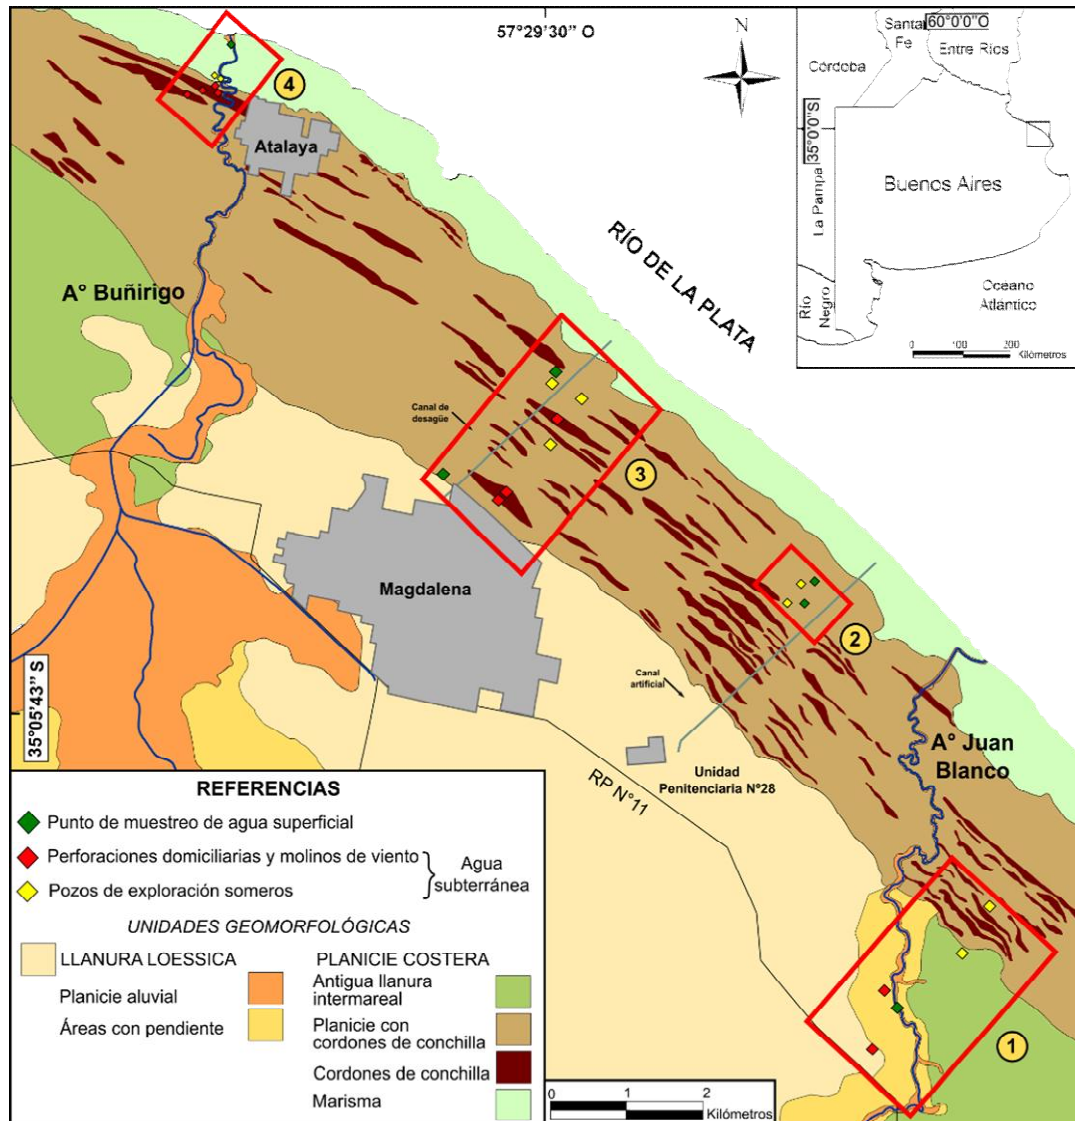 57°29'30" O
N
4
Atalaya
A° Buñirigo
RÍO DE LA PLATA
Canal de
desagüe
3
Magdalena
2
Canal
artificial
35°05'43" S
Unidad
Penitenciaria N°28
RP N°11
A° Juan
Blanco
1
Santa
Fe
60°0'0"O
Entre Rios
Córdoba
35°0'0"S
La Pampa
Buenos Aires
Río
Negro
Oceano
Atlántico
0 100 200
Kilómetros
REFERENCIAS
Punto de muestreo de agua superficial
Perforaciones domiciliarias y molinos de viento
Pozos de exploración someros
Agua
subterránea
UNIDADES GEOMORFOLÓGICAS
LLANURA LOESSICA
Planicie aluvial
Áreas con pendiente
PLANICIE COSTERA
Antigua llanura
intermareal
Planicie con
cordones de conchilla
Cordones de conchilla
Marisma
0 1 2
Kilómetros